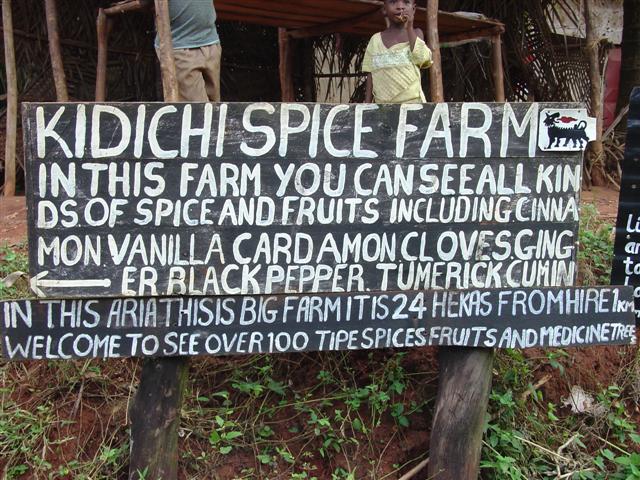 KIDICHI SPICE FARM
IN THIS FARM YOU CAN SEE ALL KIN
DS.OF SPICE AND FRUITS INCLUDING CINNA
MON VANILLA CARDAMON CLOVES GING
ER BLACK PEPPER TUMERICK CUMINI
IN THIS ARIA THIS IS BIG FARM IT IS 24 HEKAS FROM HIRE 1KM
WELCOME TO SEE OVER 100 TIPE SPICES FRUITS AND MEDICINE TREES